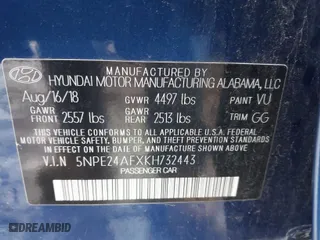 MANUFACTURED BY
HYUNDAI MOTOR MANUFACTURING ALABAMA, LLC
Aug/16/18 GVWR 4497 lbs PAINT VU
FRONT 2557 lbs REAR 2513 lbs TRIM GG
THIS VEHICLE CONFORMS TO ALL APPLICABLE U.S. FEDERAL
MOTOR VEHICLE SAFETY, BUMPER, AND THEFT PREVENTION
STANDARDS IN EFFECT ON THE DATE OF MANUFACTURE SHOWN ABOVE.
V.I.N 5NPE24AFXKH732443
PASSENGER CAR
DREAMBID